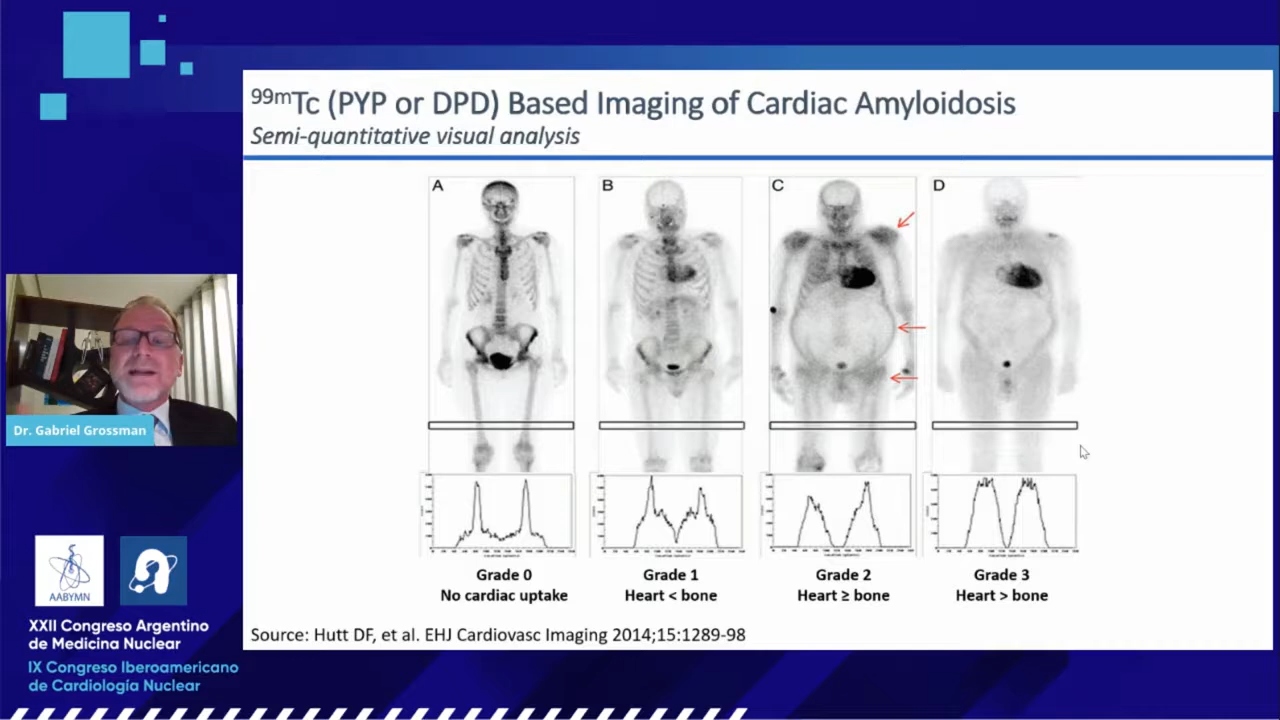 99mTc (PYP or DPD) Based Imaging of Cardiac Amyloidosis
Semi-quantitative visual analysis
A
B
C
D
Grade 0
No cardiac uptake
Grade 1
Heart < bone
Grade 2
Heart ≥ bone
Grade 3
Heart > bone
Source: Hutt DF, et al. EHJ Cardiovasc Imaging 2014;15:1289-98
Dr. Gabriel Grossman
AABYMN
XXII Congreso Argentino
de Medicina Nuclear
IX Congreso Iberoamericano
de Cardiología Nuclear